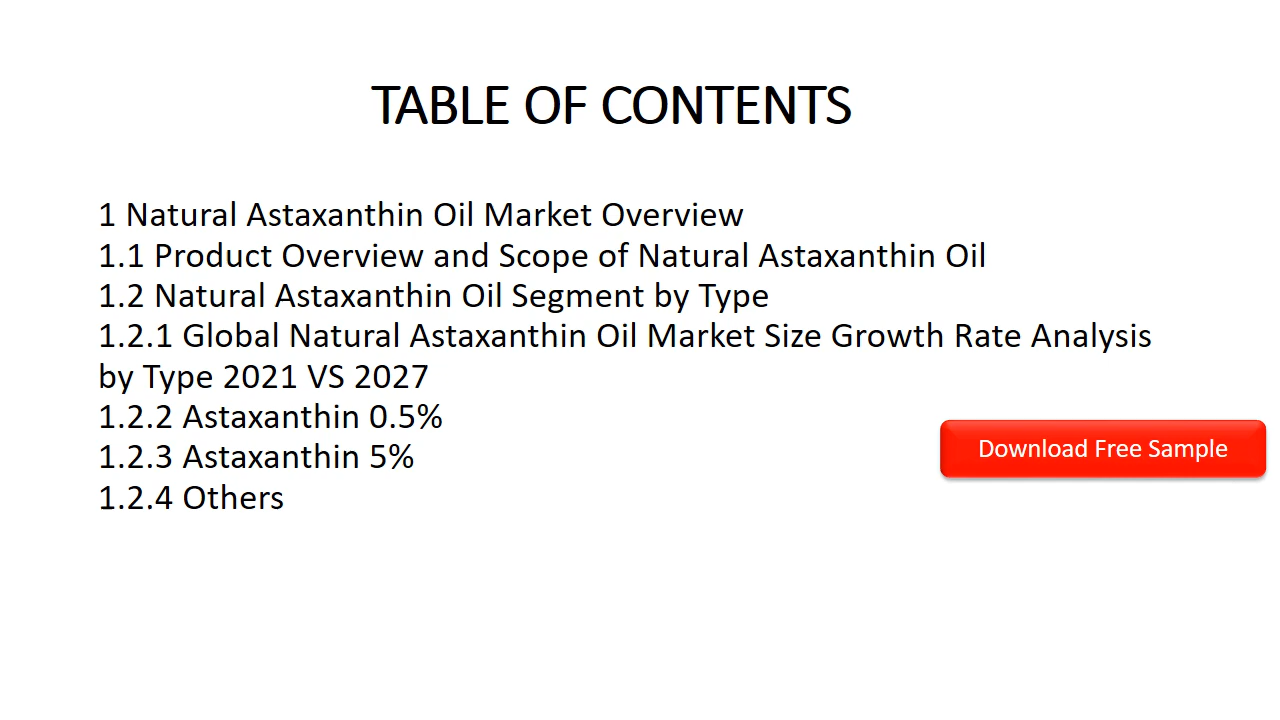 TABLE OF CONTENTS
1 Natural Astaxanthin Oil Market Overview
1.1 Product Overview and Scope of Natural Astaxanthin Oil
1.2 Natural Astaxanthin Oil Segment by Type
1.2.1 Global Natural Astaxanthin Oil Market Size Growth Rate Analysis
by Type 2021 VS 2027
1.2.2 Astaxanthin 0.5%
1.2.3 Astaxanthin 5%
1.2.4 Others
Download Free Sample